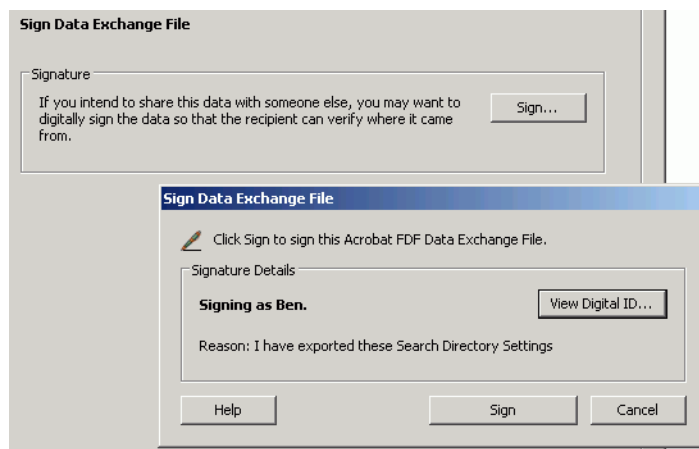 Sign Data Exchange File
Signature
If you intend to share this data with someone else, you may want to
digitally sign the data so that the recipient can verify where it came
from.
Sign...
Sign Data Exchange File
Click Sign to sign this Acrobat FDF Data Exchange File.
Signature Details
Signing as Ben.
View Digital ID...
Reason: I have exported these Search Directory Settings
Help
Sign
Cancel